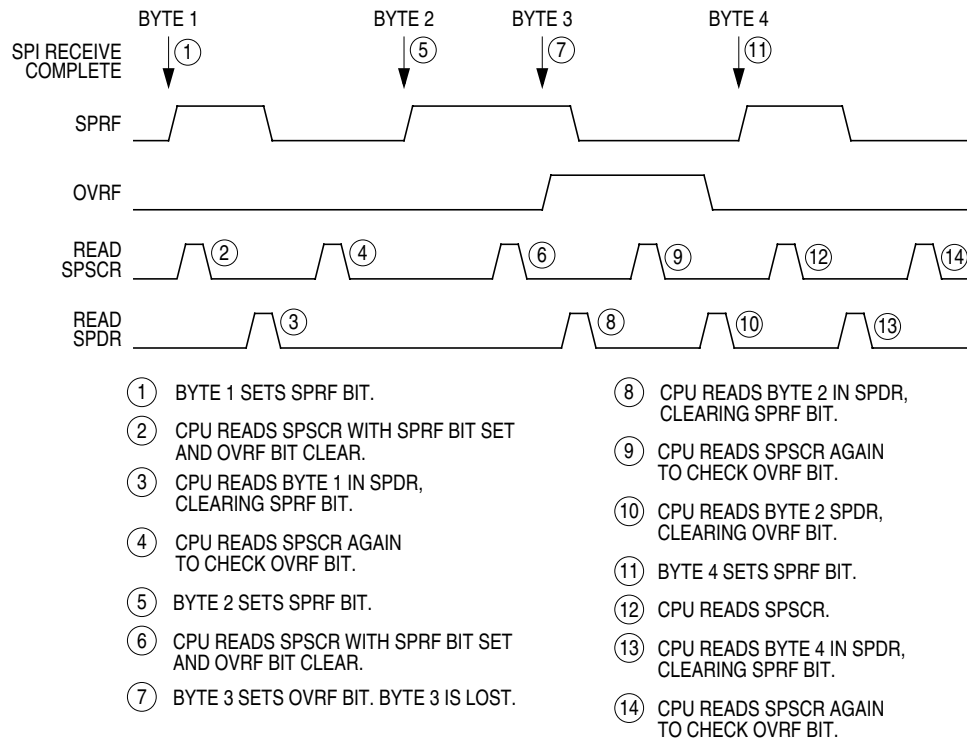 BYTE 1 BYTE 2 BYTE 3 BYTE 4
SPI RECEIVE
COMPLETE
1 5 7 11
SPRF
OVRF
READ
SPSCR
2 4 6 9 12 14
READ
SPDR
3 8 10 13
1 BYTE 1 SETS SPRF BIT.
2 CPU READS SPSCR WITH SPRF BIT SET
AND OVRF BIT CLEAR.
3 CPU READS BYTE 1 IN SPDR,
CLEARING SPRF BIT.
4 CPU READS SPSCR AGAIN
TO CHECK OVRF BIT.
5 BYTE 2 SETS SPRF BIT.
6 CPU READS SPSCR WITH SPRF BIT SET
AND OVRF BIT CLEAR.
7 BYTE 3 SETS OVRF BIT. BYTE 3 IS LOST.
8 CPU READS BYTE 2 IN SPDR,
CLEARING SPRF BIT.
9 CPU READS SPSCR AGAIN
TO CHECK OVRF BIT.
10 CPU READS BYTE 2 SPDR,
CLEARING OVRF BIT.
11 BYTE 4 SETS SPRF BIT.
12 CPU READS SPSCR.
13 CPU READS BYTE 4 IN SPDR,
CLEARING SPRF BIT.
14 CPU READS SPSCR AGAIN
TO CHECK OVRF BIT.